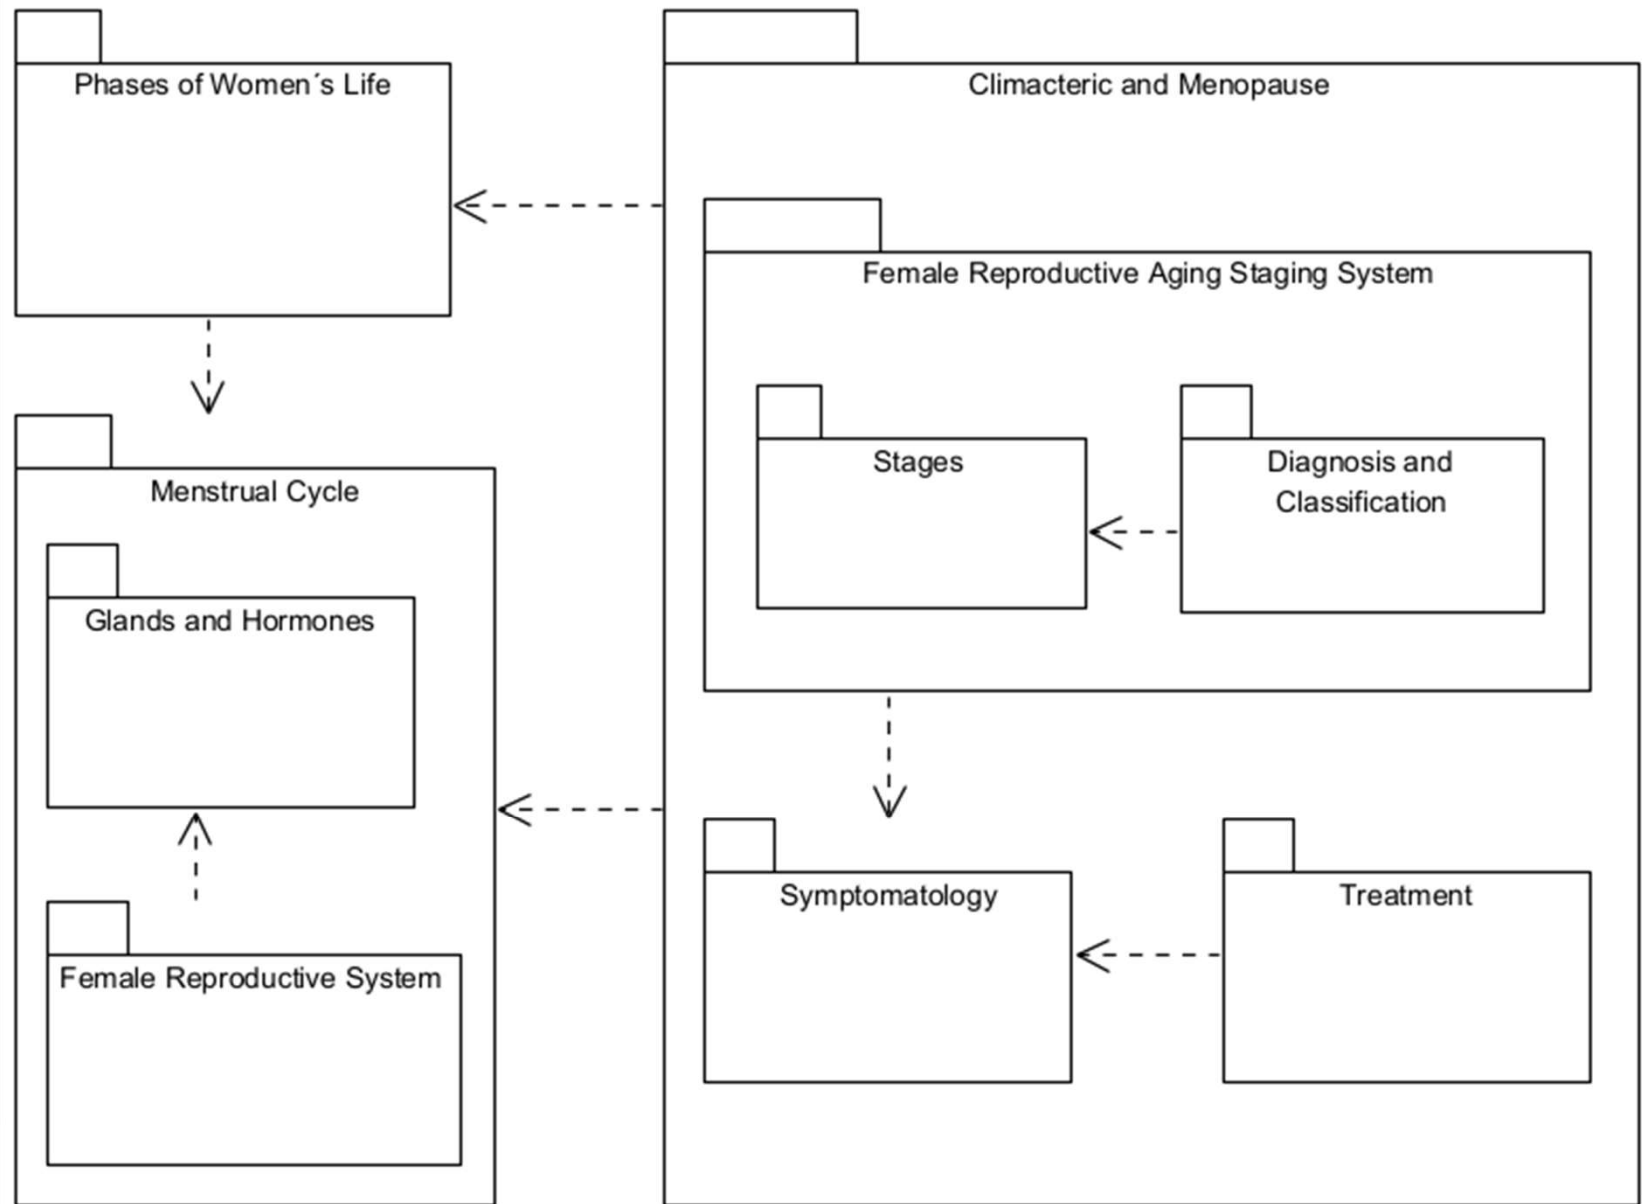 Phases of Women´s Life
Climacteric and Menopause
Female Reproductive Aging Staging System
Stages
Diagnosis and
Classification
Menstrual Cycle
Glands and Hormones
Female Reproductive System
Symptomatology
Treatment